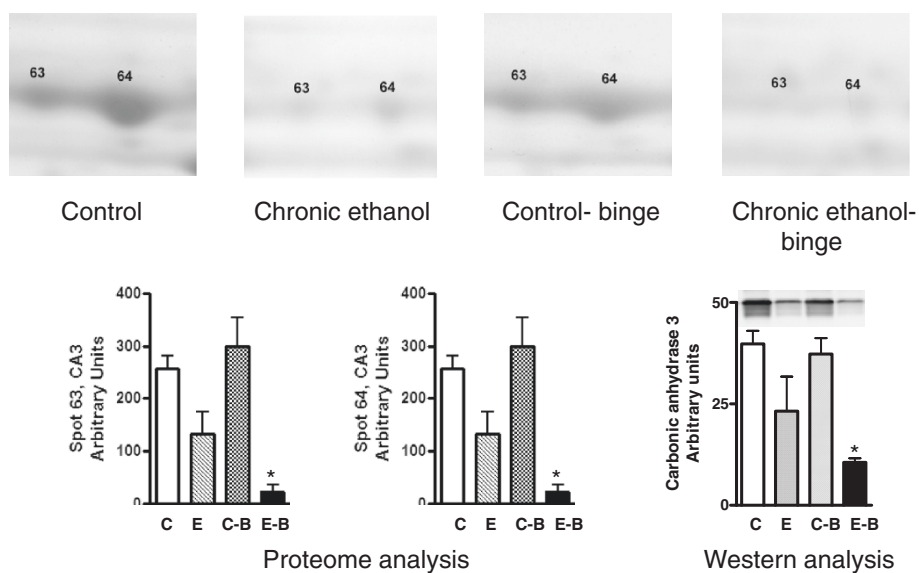 63 64
63 64
63 64
63 64
Control
Chronic ethanol
Control- binge
Chronic ethanol-
binge
400
300
200
100
0
Spot 63, CA3
Arbitrary Units
C E C-B E-B
*
400
300
200
100
0
Spot 64, CA3
Arbitrary Units
C E C-B E-B
*
Proteome analysis
50
25
0
Carbonic anhydrase 3
Arbitrary units
C E C-B E-B
*
Western analysis